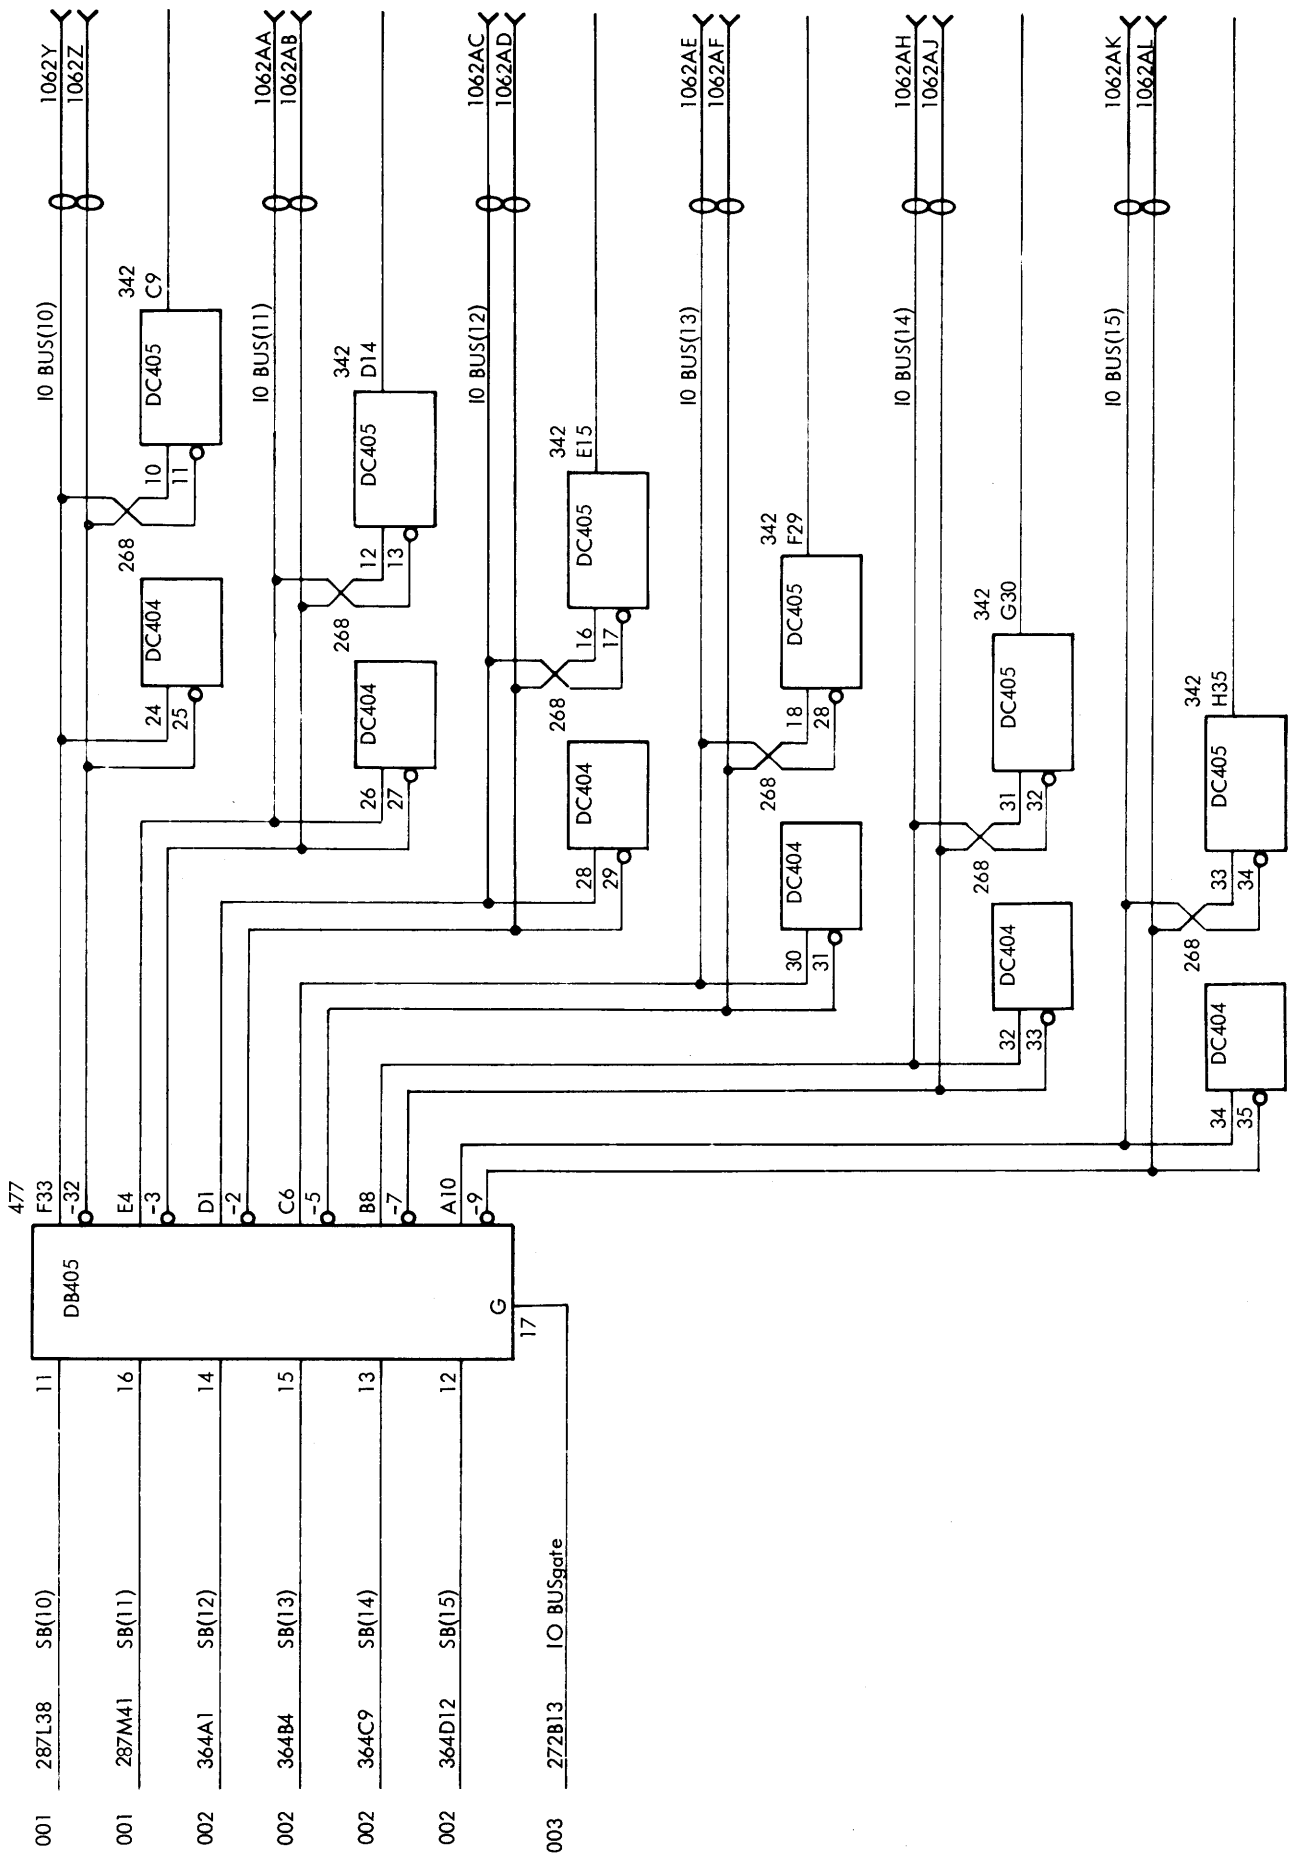 001 287L38 SB(10) 11
001 287M41 SB(11) 16
002 364A1 SB(12) 14
002 364B4 SB(13) 15
002 364C9 SB(14) 13
002 364D12 SB(15) 12
003 272B13 IO BUSgate 17
477
DB405
G
F33
-32
E4
-3
D1
-2
C6
-5
B8
-7
A10
-9
IO BUS(10)
1062Y
1062Z
24
25
DC404
268
10
11
DC405
342
C9
IO BUS(11)
1062AA
1062AB
26
27
DC404
268
12
13
DC405
342
D14
IO BUS(12)
1062AC
1062AD
28
29
DC404
268
16
17
DC405
342
E15
IO BUS(13)
1062AE
1062AF
30
31
DC404
268
18
28
DC405
342
F29
IO BUS(14)
1062AH
1062AJ
32
33
DC404
268
31
32
DC405
342
G30
IO BUS(15)
1062AK
1062AL
34
35
DC404
268
33
34
DC405
342
H35